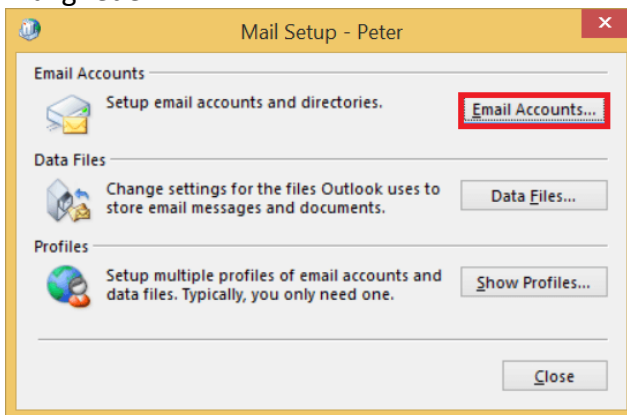 Mail Setup - Peter
Email Accounts
Setup email accounts and directories.
Email Accounts...
Data Files
Change settings for the files Outlook uses to
store email messages and documents.
Data Files...
Profiles
Setup multiple profiles of email accounts and
data files. Typically, you only need one.
Show Profiles...
Close